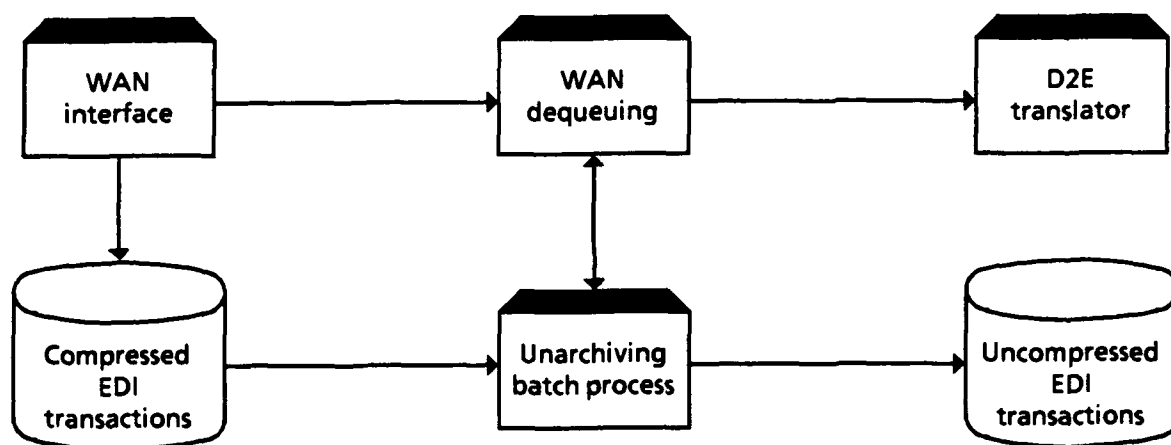 WAN
interface
WAN
dequeuing
D2E
translator
Compressed
EDI
transactions
Unarchiving
batch process
Uncompressed
EDI
transactions